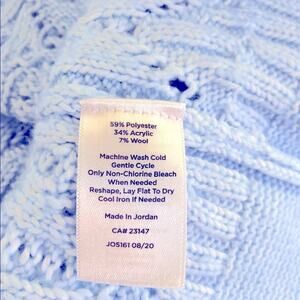 59% Polyester
34% Acrylic
7% Wool
Machine Wash Cold
Gentle Cycle
Only Non-Chlorine Bleach
When Needed
Reshape, Lay Flat To Dry
Cool Iron If Needed
Made in Jordan
CA# 23147
JO5161 08/20